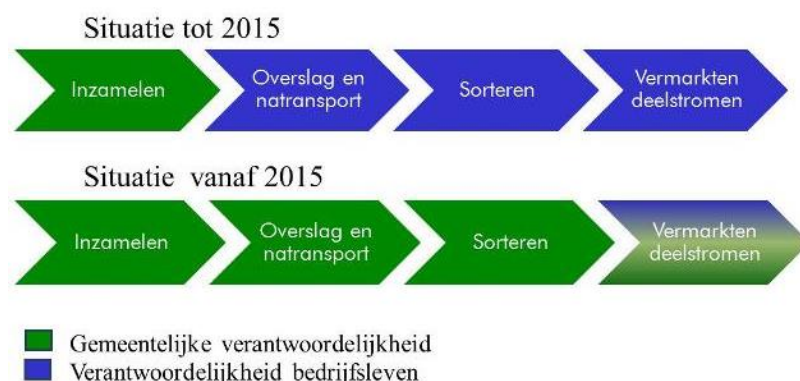 Situatie tot 2015
Inzamelen
Overslag en
natransport
Sorteren
Vermarkten
deelstromen
Situatie vanaf 2015
Inzamelen
Overslag en
natransport
Sorteren
Vermarkten
deelstromen
Gemeentelijke verantwoordelijkheid
Verantwoordelijkheid bedrijfsleven